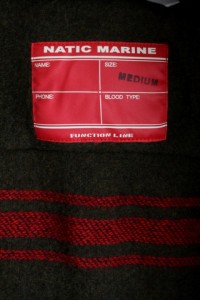 NATIC MARINE
NAME: SIZE:
MEDIUM
PHONE: BLOOD TYPE:
FUNCTION LINE